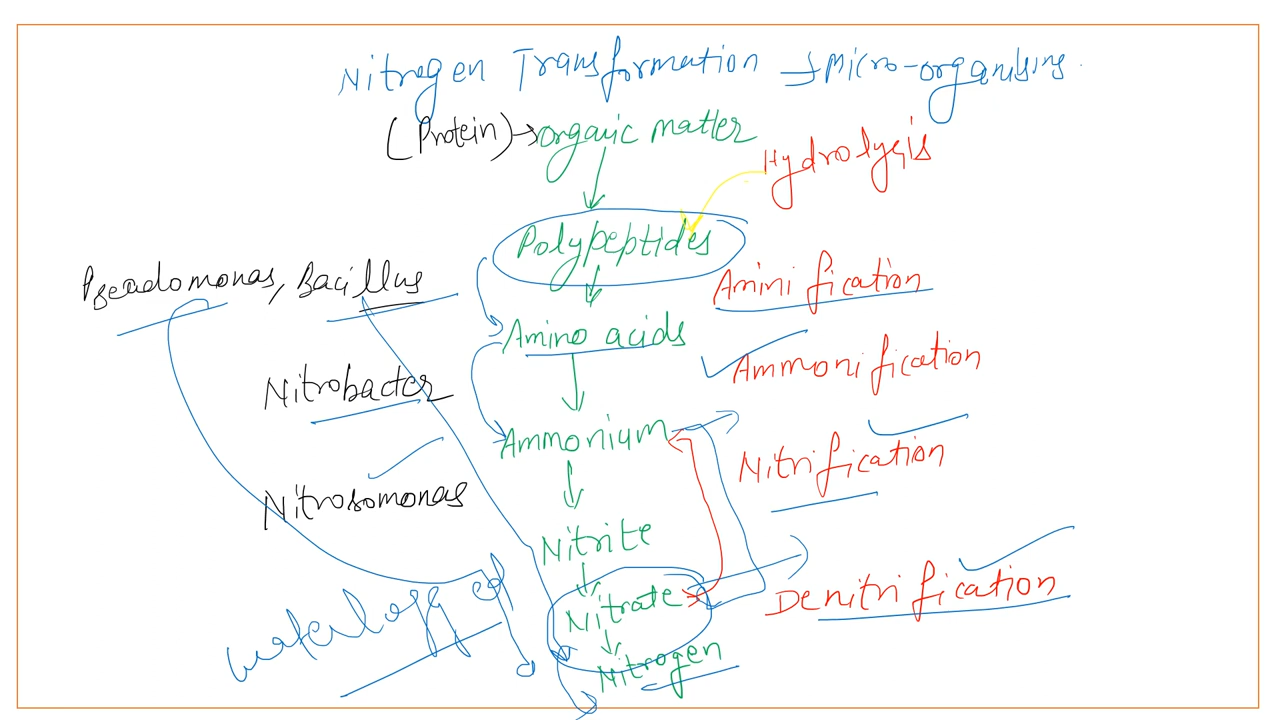 Nitrogen Transformation → Micro-organisms.
(Protein) → organic matter
Hydrolysis
Polypeptides
Pseudomonas, Bacillus
Aminification
Amino acids
Ammonification
Nitrobacter
Ammonium
Nitrification
Nitrosomonas
Nitrite
waterlogged
Nitrate
Denitrification
Nitrogen